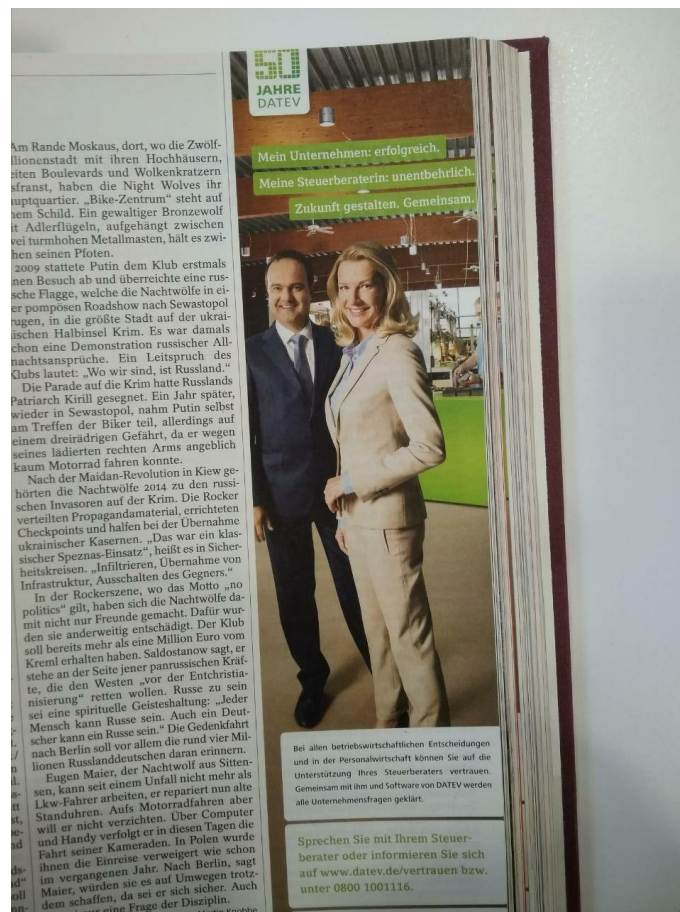 Am Rande Moskaus, dort, wo die Zwölf-
llionenstadt mit ihren Hochhäusern,
eiten Boulevards und Wolkenkratzern
sfranst, haben die Night Wolves ihr
uptquartier. „Bike-Zentrum“ steht auf
nem Schild. Ein gewaltiger Bronzewolf
it Adlerflügeln, aufgehängt zwischen
vei turmhohen Metallmasten, hält es zwi-
hen seinen Pfoten.
2009 stattete Putin dem Klub erstmals
nen Besuch ab und überreichte eine rus-
sche Flagge, welche die Nachtwölfe in ei-
er pompösen Roadshow nach Sewastopol
rugen, in die größte Stadt auf der ukrai-
ischen Halbinsel Krim. Es war damals
chon eine Demonstration russischer All-
nachtsansprüche. Ein Leitspruch des
Klubs lautet: „Wo wir sind, ist Russland.“
Die Parade auf die Krim hatte Russlands
Patriarch Kirill gesegnet. Ein Jahr später,
wieder in Sewastopol, nahm Putin selbst
am Treffen der Biker teil, allerdings auf
einem dreirädrigen Gefährt, da er wegen
seines lädierten rechten Arms angeblich
kaum Motorrad fahren konnte.
Nach der Maidan-Revolution in Kiew ge-
hörten die Nachtwölfe 2014 zu den russi-
schen Invasoren auf der Krim. Die Rocker
verteilten Propagandamaterial, errichteten
Checkpoints und halfen bei der Übernahme
ukrainischer Kasernen. „Das war ein klas-
sischer Speznas-Einsatz“, heißt es in Sicher-
heitskreisen. „Infiltrieren, Übernahme von
Infrastruktur, Ausschalten des Gegners.“
In der Rockerszene, wo das Motto „no
politics“ gilt, haben sich die Nachtwölfe da-
mit nicht nur Freunde gemacht. Dafür wur-
den sie anderweitig entschädigt. Der Klub
soll bereits mehr als eine Million Euro vom
Kreml erhalten haben. Saldostanow sagt, er
stehe an der Seite jener panrussischen Kräf-
te, die den Westen „vor der Entchristia-
nisierung“ retten wollen. Russe zu sein
sei eine spirituelle Geisteshaltung: „Jeder
Mensch kann Russe sein. Auch ein Deut-
scher kann ein Russe sein.“ Die Gedenkfahrt
nach Berlin soll vor allem die rund vier Mil-
lionen Russlanddeutschen daran erinnern.
Eugen Maier, der Nachtwolf aus Sitten-
sen, kann seit einem Unfall nicht mehr als
Lkw-Fahrer arbeiten, er repariert nun alte
Standuhren. Aufs Motorradfahren aber
will er nicht verzichten. Über Computer
und Handy verfolgt er in diesen Tagen die
Fahrt seiner Kameraden. In Polen wurde
ihnen die Einreise verweigert wie schon
im vergangenen Jahr. Nach Berlin, sagt
Maier, würden sie es auf Umwegen trotz-
dem schaffen, da sei er sich sicher. Auch
eine Frage der Disziplin.
50
JAHRE
DATEV
Mein Unternehmen: erfolgreich.
Meine Steuerberaterin: unentbehrlich.
Zukunft gestalten. Gemeinsam.
Bei allen betriebswirtschaftlichen Entscheidungen
und in der Personalwirtschaft können Sie auf die
Unterstützung Ihres Steuerberaters vertrauen.
Gemeinsam mit ihm und Software von DATEV werden
alle Unternehmensfragen geklärt.
Sprechen Sie mit Ihrem Steuer-
berater oder informieren Sie sich
auf www.datev.de/vertrauen bzw.
unter 0800 1001116.